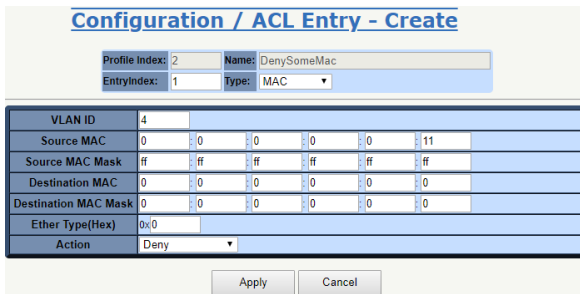 Configuration / ACL Entry - Create
Profile Index: 2 Name: DenySomeMac
EntryIndex: 1 Type: MAC
VLAN ID 4
Source MAC 0 : 0 : 0 : 0 : 0 : 11
Source MAC Mask ff : ff : ff : ff : ff : ff
Destination MAC 0 : 0 : 0 : 0 : 0 : 0
Destination MAC Mask 0 : 0 : 0 : 0 : 0 : 0
Ether Type(Hex) 0x0
Action Deny
Apply Cancel